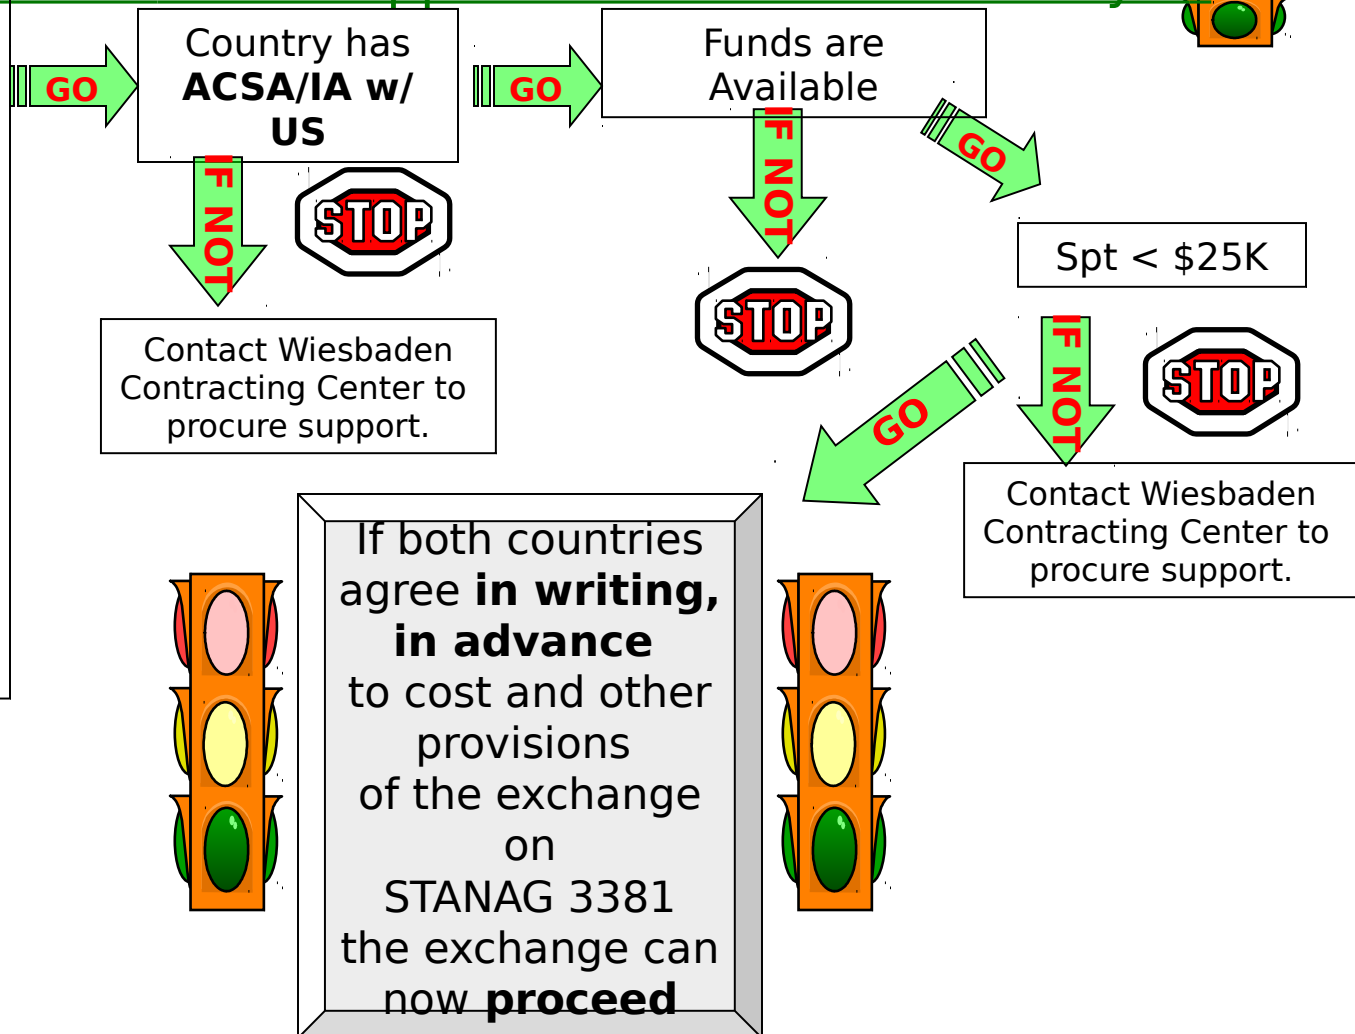 GO
Country has
ACSA/IA w/
US
GO
Funds are
Available
GO
IF NOT
STOP
IF NOT
STOP
Spt < $25K
IF NOT
STOP
GO
Contact Wiesbaden
Contracting Center to
procure support.
Contact Wiesbaden
Contracting Center to
procure support.
If both countries
agree in writing,
in advance
to cost and other
provisions
of the exchange
on
STANAG 3381
the exchange can
now proceed